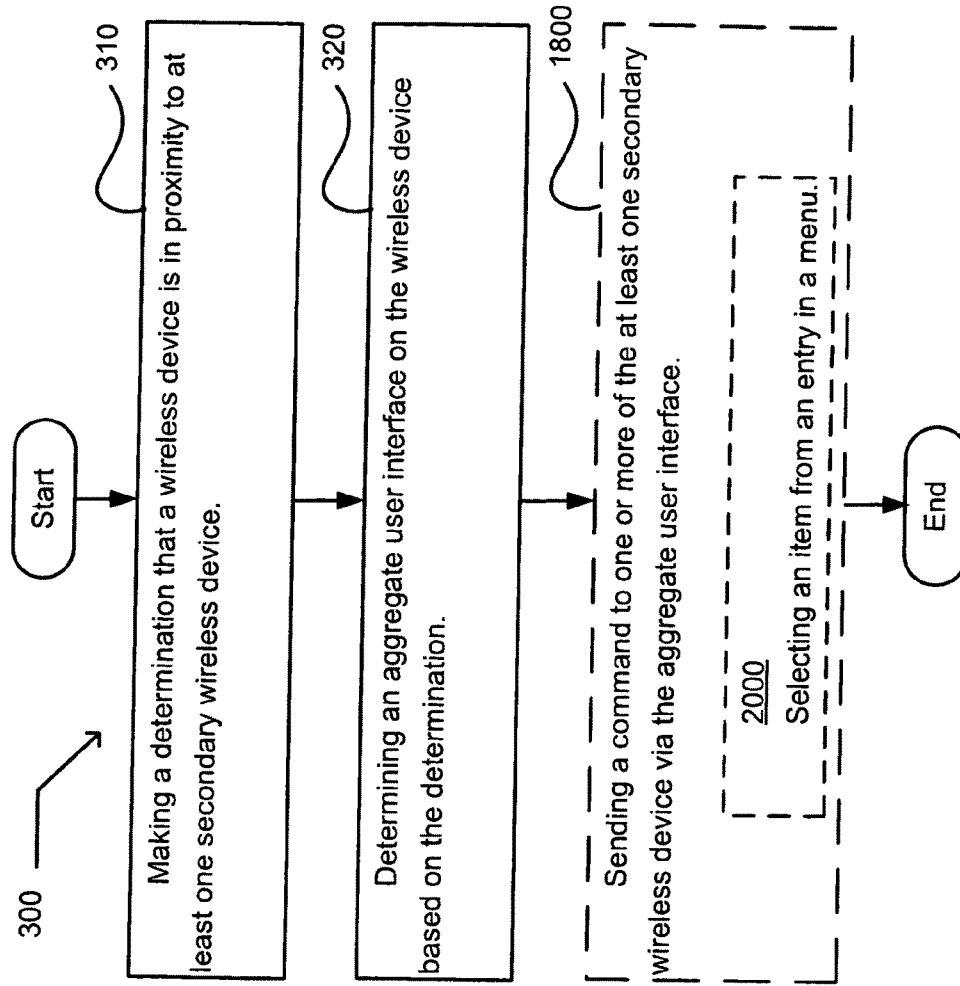 300
Start
310
Making a determination that a wireless device is in proximity to at
least one secondary wireless device.
320
Determining an aggregate user interface on the wireless device
based on the determination.
1800
Sending a command to one or more of the at least one secondary
wireless device via the aggregate user interface.
2000
Selecting an item from an entry in a menu.
End